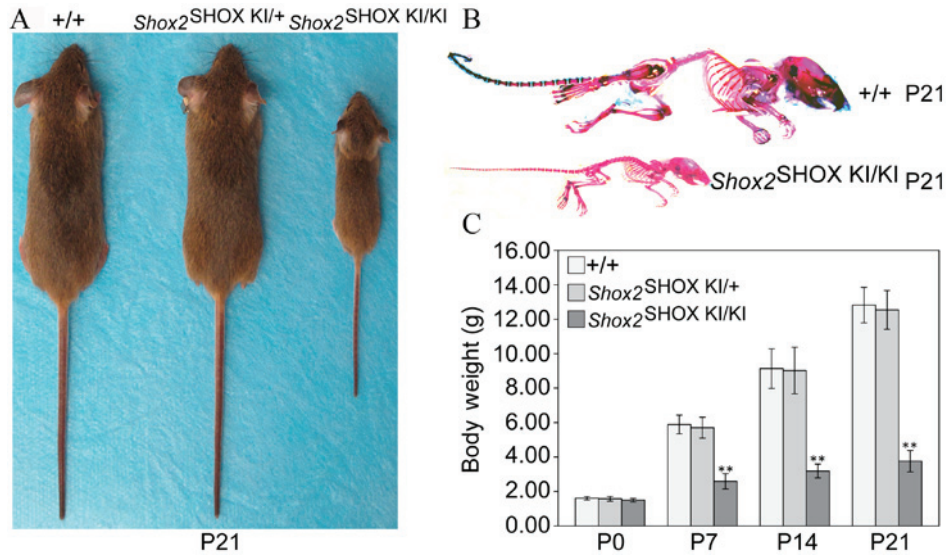 A
+/+ Shox2SHOX KI/+ Shox2SHOX KI/KI
P21
B
+/+ P21
Shox2SHOX KI/KI P21
C
16.00
14.00
12.00
10.00
8.00
6.00
4.00
2.00
0.00
Body weight (g)
+/+
Shox2SHOX KI/+
Shox2SHOX KI/KI
**
**
**
P0 P7 P14 P21